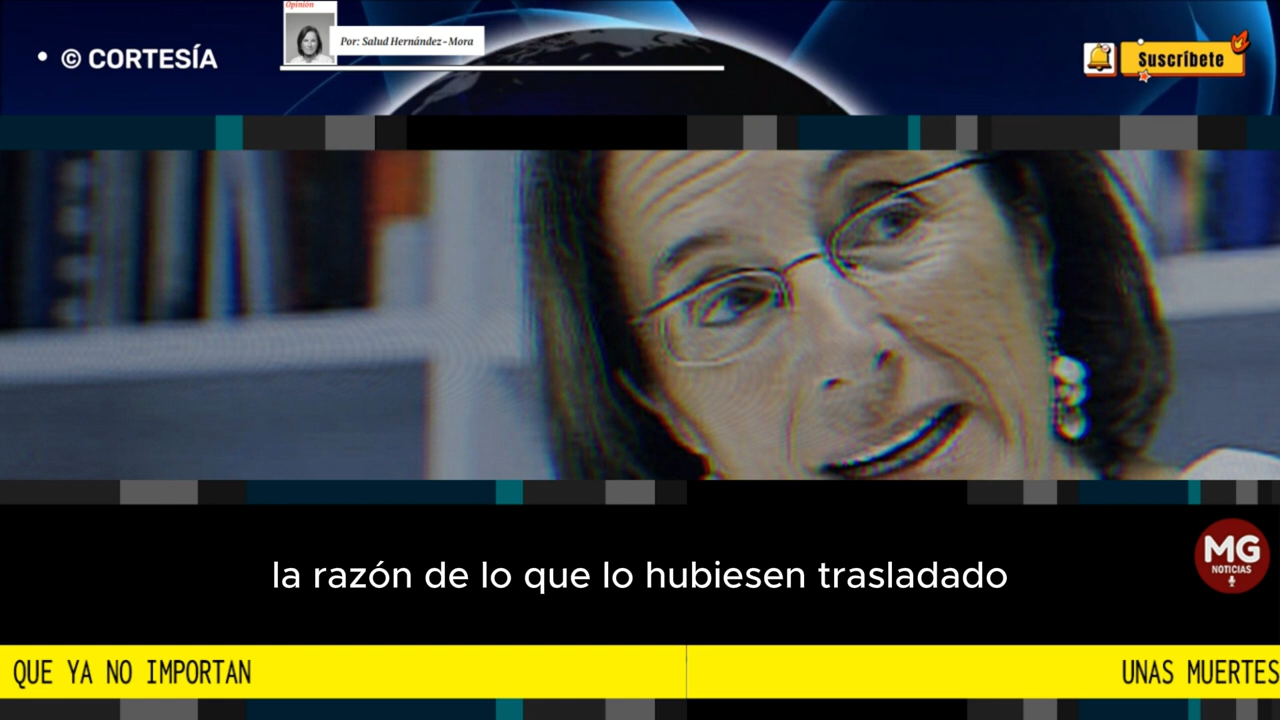 Opinión
Por: Salud Hernández-Mora
• © CORTESÍA
Suscríbete
la razón de lo que lo hubiesen trasladado
MG
NOTICIAS
QUE YA NO IMPORTAN
UNAS MUERTES